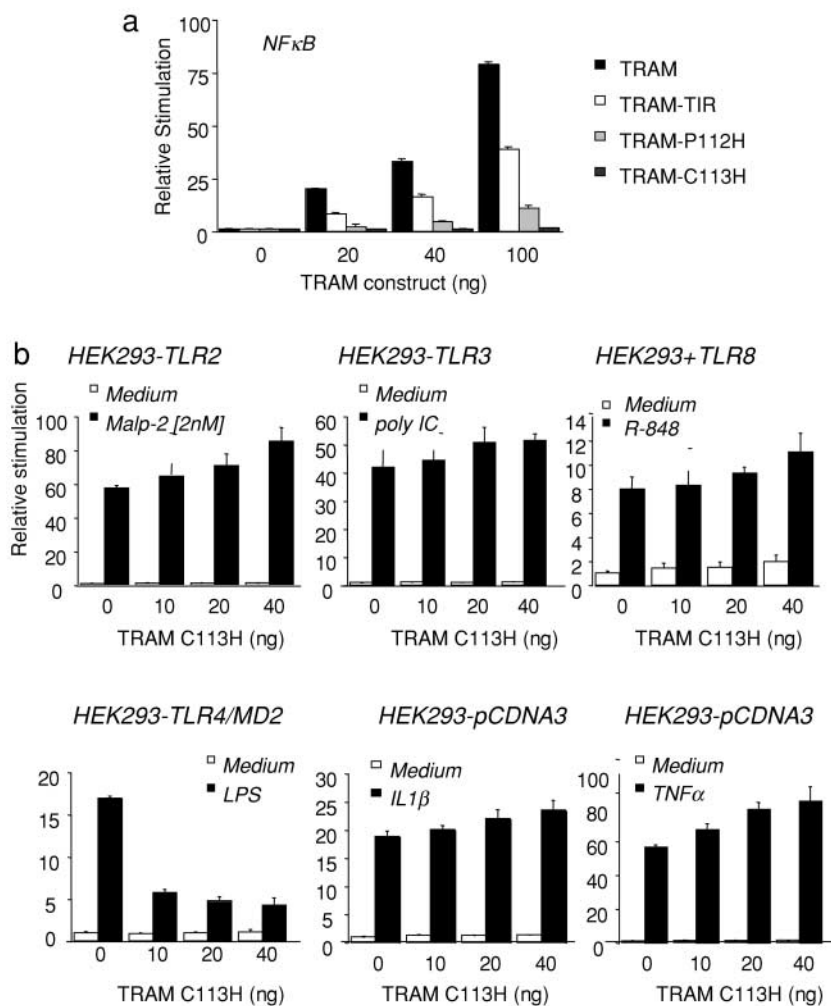 a
NFκB
Relative Stimulation
75
50
25
0
0 20 40 100
TRAM construct (ng)
TRAM
TRAM-TIR
TRAM-P112H
TRAM-C113H
b
HEK293-TLR2
Medium
Malp-2 [2nM]
Relative stimulation
100
80
60
40
20
0
0 10 20 40
TRAM C113H (ng)
HEK293-TLR3
Medium
poly IC
60
50
40
30
20
10
0
0 10 20 40
TRAM C113H (ng)
HEK293+TLR8
Medium
R-848
14
12
10
8
6
4
2
0
0 10 20 40
TRAM C113H (ng)
HEK293-TLR4/MD2
Medium
LPS
20
15
10
5
0
0 10 20 40
TRAM C113H (ng)
HEK293-pCDNA3
Medium
IL1β
30
25
20
15
10
5
0
0 10 20 40
TRAM C113H (ng)
HEK293-pCDNA3
Medium
TNFα
100
80
60
40
20
0
0 10 20 40
TRAM C113H (ng)